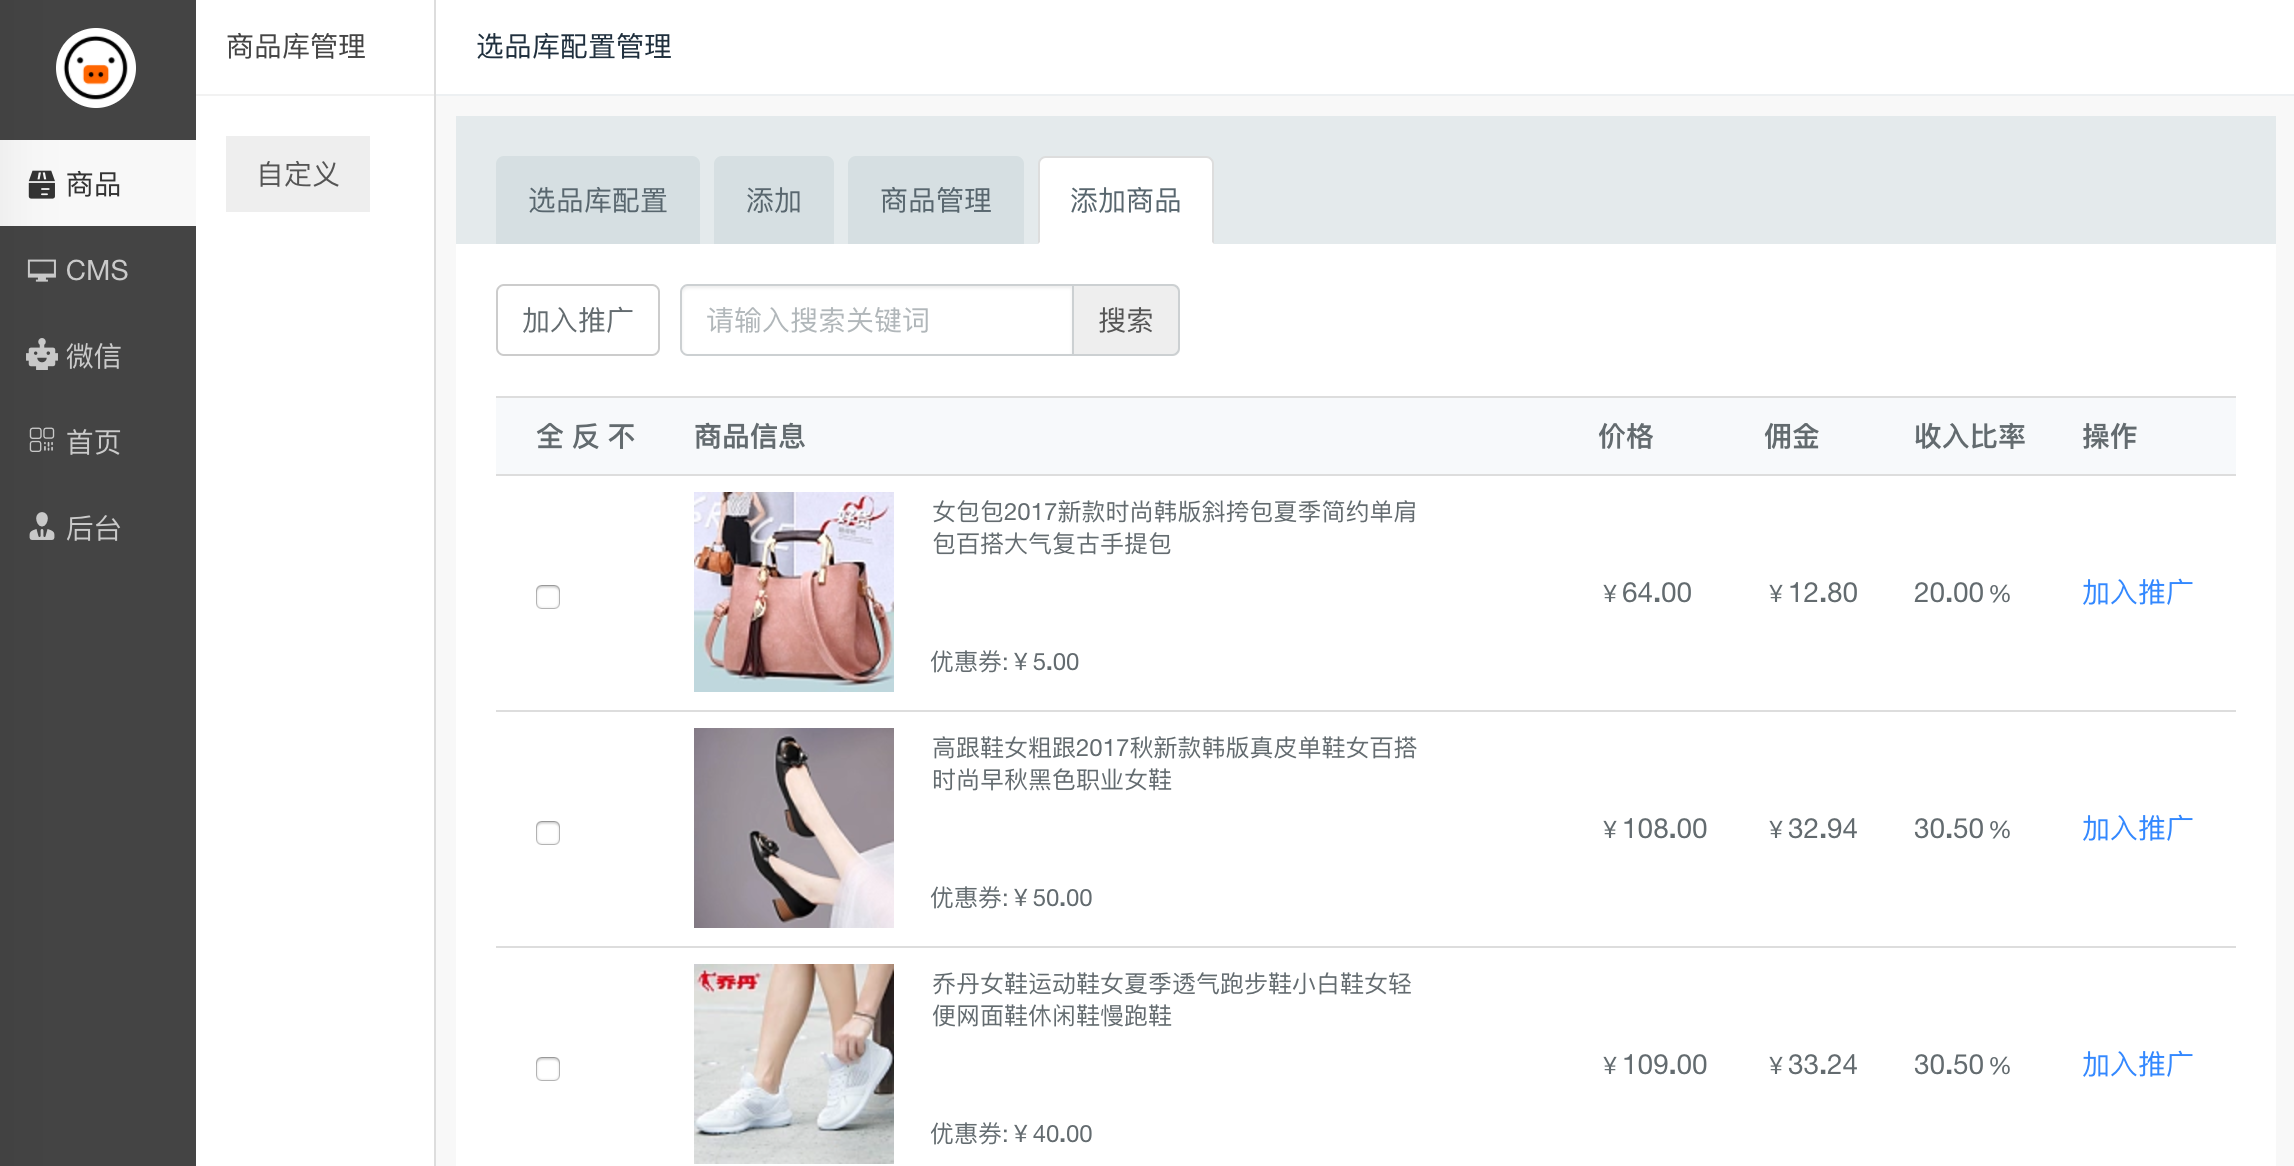 商品库管理
选品库配置管理
商品
CMS
微信
首页
后台
自定义
选品库配置
添加
商品管理
添加商品
加入推广
请输入搜索关键词
搜索
全 反 不
商品信息
价格
佣金
收入比率
操作
女包包2017新款时尚韩版斜挎包夏季简约单肩
包百搭大气复古手提包
优惠券: ¥ 5.00
¥ 64.00
¥ 12.80
20.00 %
加入推广
高跟鞋女粗跟2017秋新款韩版真皮单鞋女百搭
时尚早秋黑色职业女鞋
优惠券: ¥ 50.00
¥ 108.00
¥ 32.94
30.50 %
加入推广
乔丹
乔丹女鞋运动鞋女夏季透气跑步鞋小白鞋女轻
便网面鞋休闲鞋慢跑鞋
优惠券: ¥ 40.00
¥ 109.00
¥ 33.24
30.50 %
加入推广